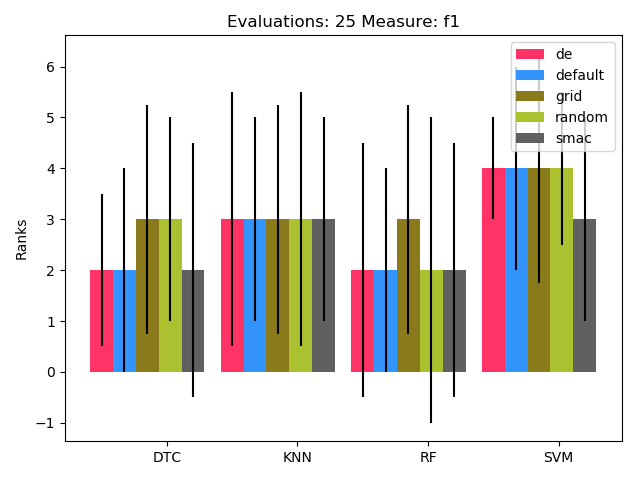 Evaluations: 25 Measure: f1
de
default
grid
random
smac
Ranks
6
5
4
3
2
1
0
−1
DTC
KNN
RF
SVM